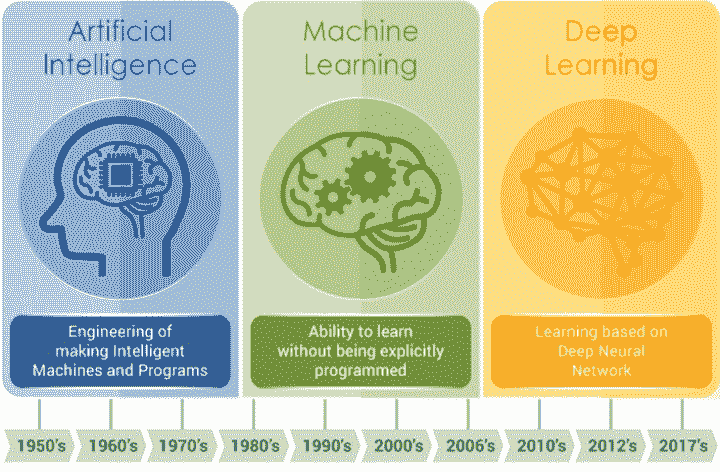 Artificial
Intelligence
Machine
Learning
Deep
Learning
Engineering of
making Intelligent
Machines and Programs
Ability to learn
without being explicitly
programmed
Learning based on
Deep Neural
Network
1950's 1960's 1970's 1980's 1990's 2000's 2006's 2010's 2012's 2017's